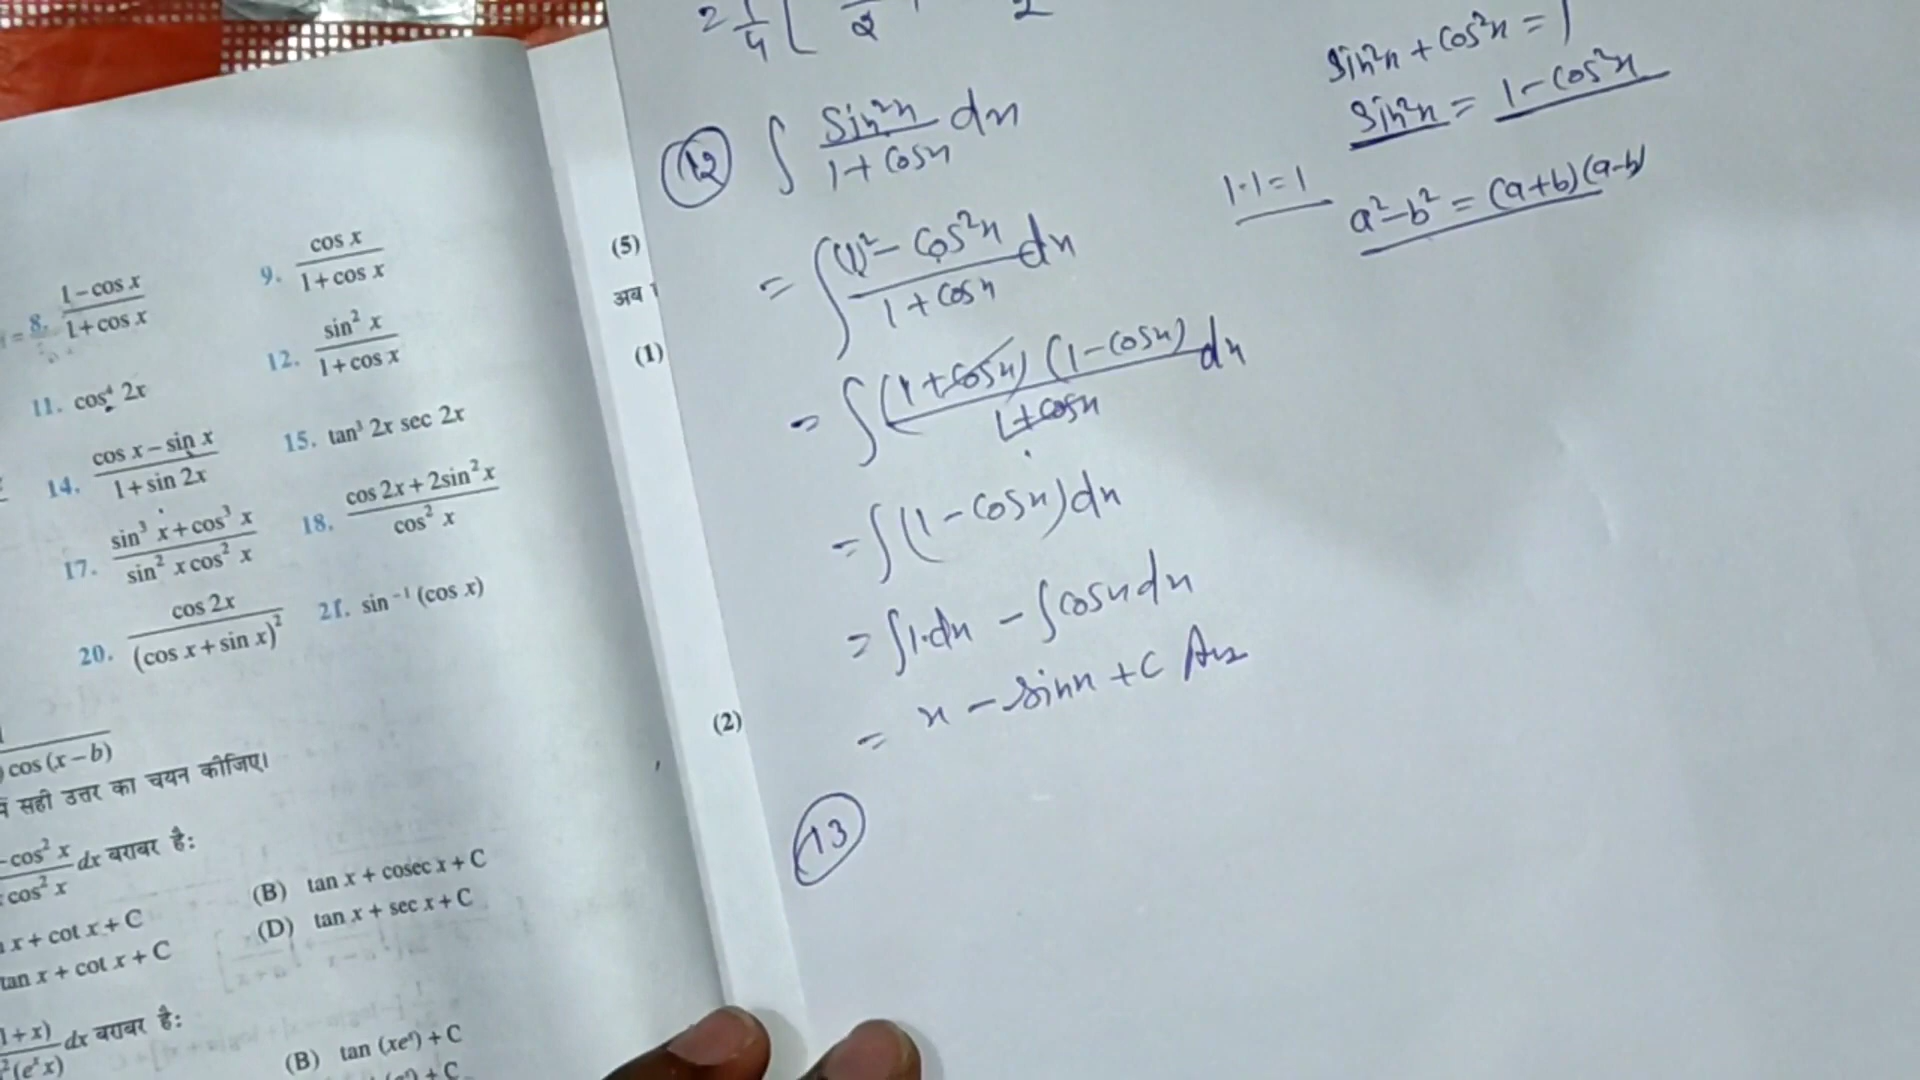 8. (1 - cos x)/(1 + cos x)
9. cos x/(1 + cos x)
11. cos⁴ 2x
12. sin² x/(1 + cos x)
14. (cos x - sin x)/(1 + sin 2x)
15. tan³ 2x sec 2x
17. (sin³ x + cos³ x)/(sin² x cos² x)
18. (cos 2x + 2sin² x)/cos² x
20. cos 2x/(cos x + sin x)²
21. sin⁻¹ (cos x)
cos (x - b)
सही उत्तर का चयन कीजिए।
cos² x
dx बराबर है:
cos² x
x + cot x + C
(B) tan x + cosec x + C
tan x + cot x + C
(D) tan x + sec x + C
1 + x)
dx बराबर है:
(eˣx)
(B) tan (xeˣ) + C
+ C
(5)
अब
(1)
(2)
(12) ∫ Sin²x/(1 + Cosx) dx
= ∫ ((1)² - Cos²x)/(1 + Cosx) dx
= ∫ (1 + cosx) (1 - cosx)/(1 + cosx) dx
= ∫ (1 - cosx) dx
= ∫1.dx - ∫cosx dx
= x - Sinx + C Ans
(13)
Sin²x + Cos²x = 1
Sin²x = 1 - Cos²x
1·1 = 1
a² - b² = (a+b)(a-b)